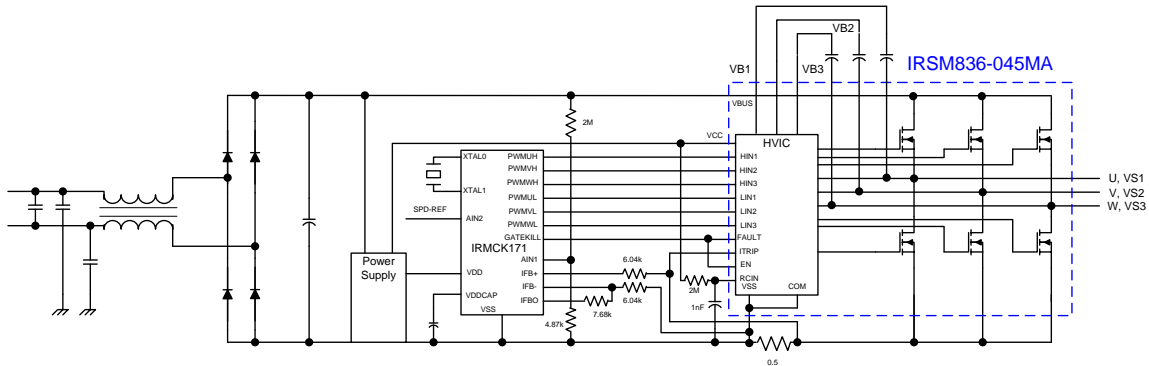 VB2
VB1
VB3
IRSM836-045MA
VBUS
2M
VCC
HVIC
XTAL0
XTAL1
SPD-REF
AIN2
IRMCK171
VDD
VDDCAP
VSS
PWMUH
PWMVH
PWMWH
PWMUL
PWMVL
PWMWL
GATEKILL
AIN1
IFB+
IFB-
IFBO
HIN1
HIN2
HIN3
LIN1
LIN2
LIN3
FAULT
ITRIP
EN
RCIN
VSS
COM
U, VS1
V, VS2
W, VS3
Power
Supply
6.04k
6.04k
7.68k
4.87k
2M
1nF
0.5